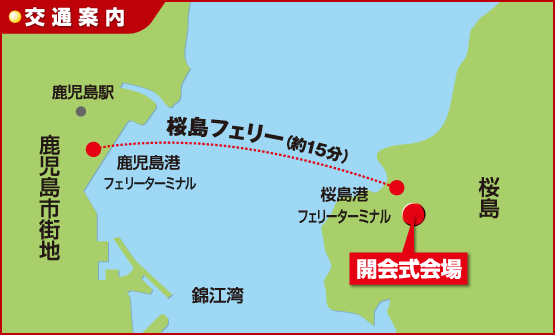 交通案内
鹿児島駅
桜島フェリー(約15分)
鹿児島市街地
鹿児島港
フェリーターミナル
桜島港
フェリーターミナル
桜島
開会式会場
錦江湾